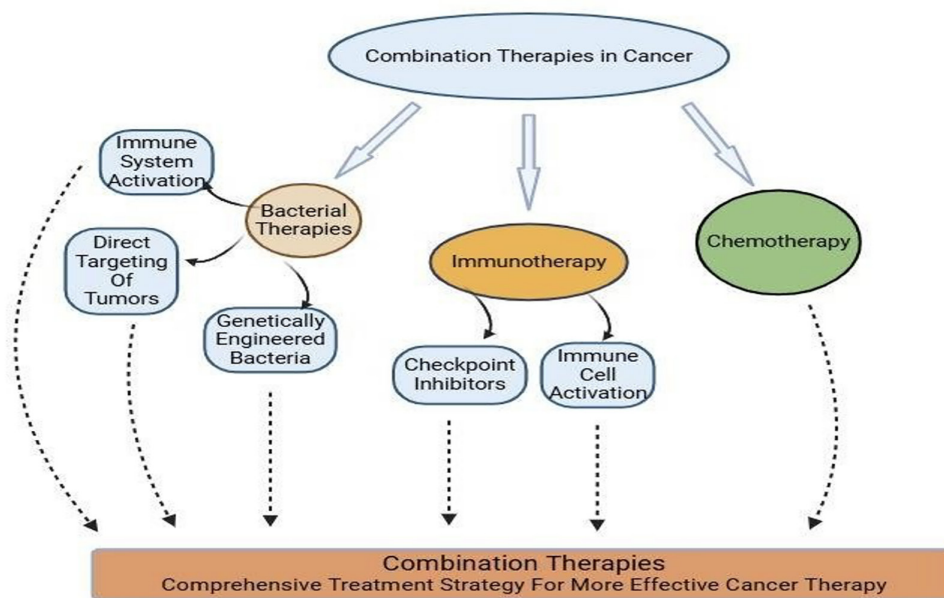 Combination Therapies in Cancer
Immune
System
Activation
Bacterial
Therapies
Direct
Targeting
Of
Tumors
Genetically
Engineered
Bacteria
Immunotherapy
Checkpoint
Inhibitors
Immune
Cell
Activation
Chemotherapy
Combination Therapies
Comprehensive Treatment Strategy For More Effective Cancer Therapy